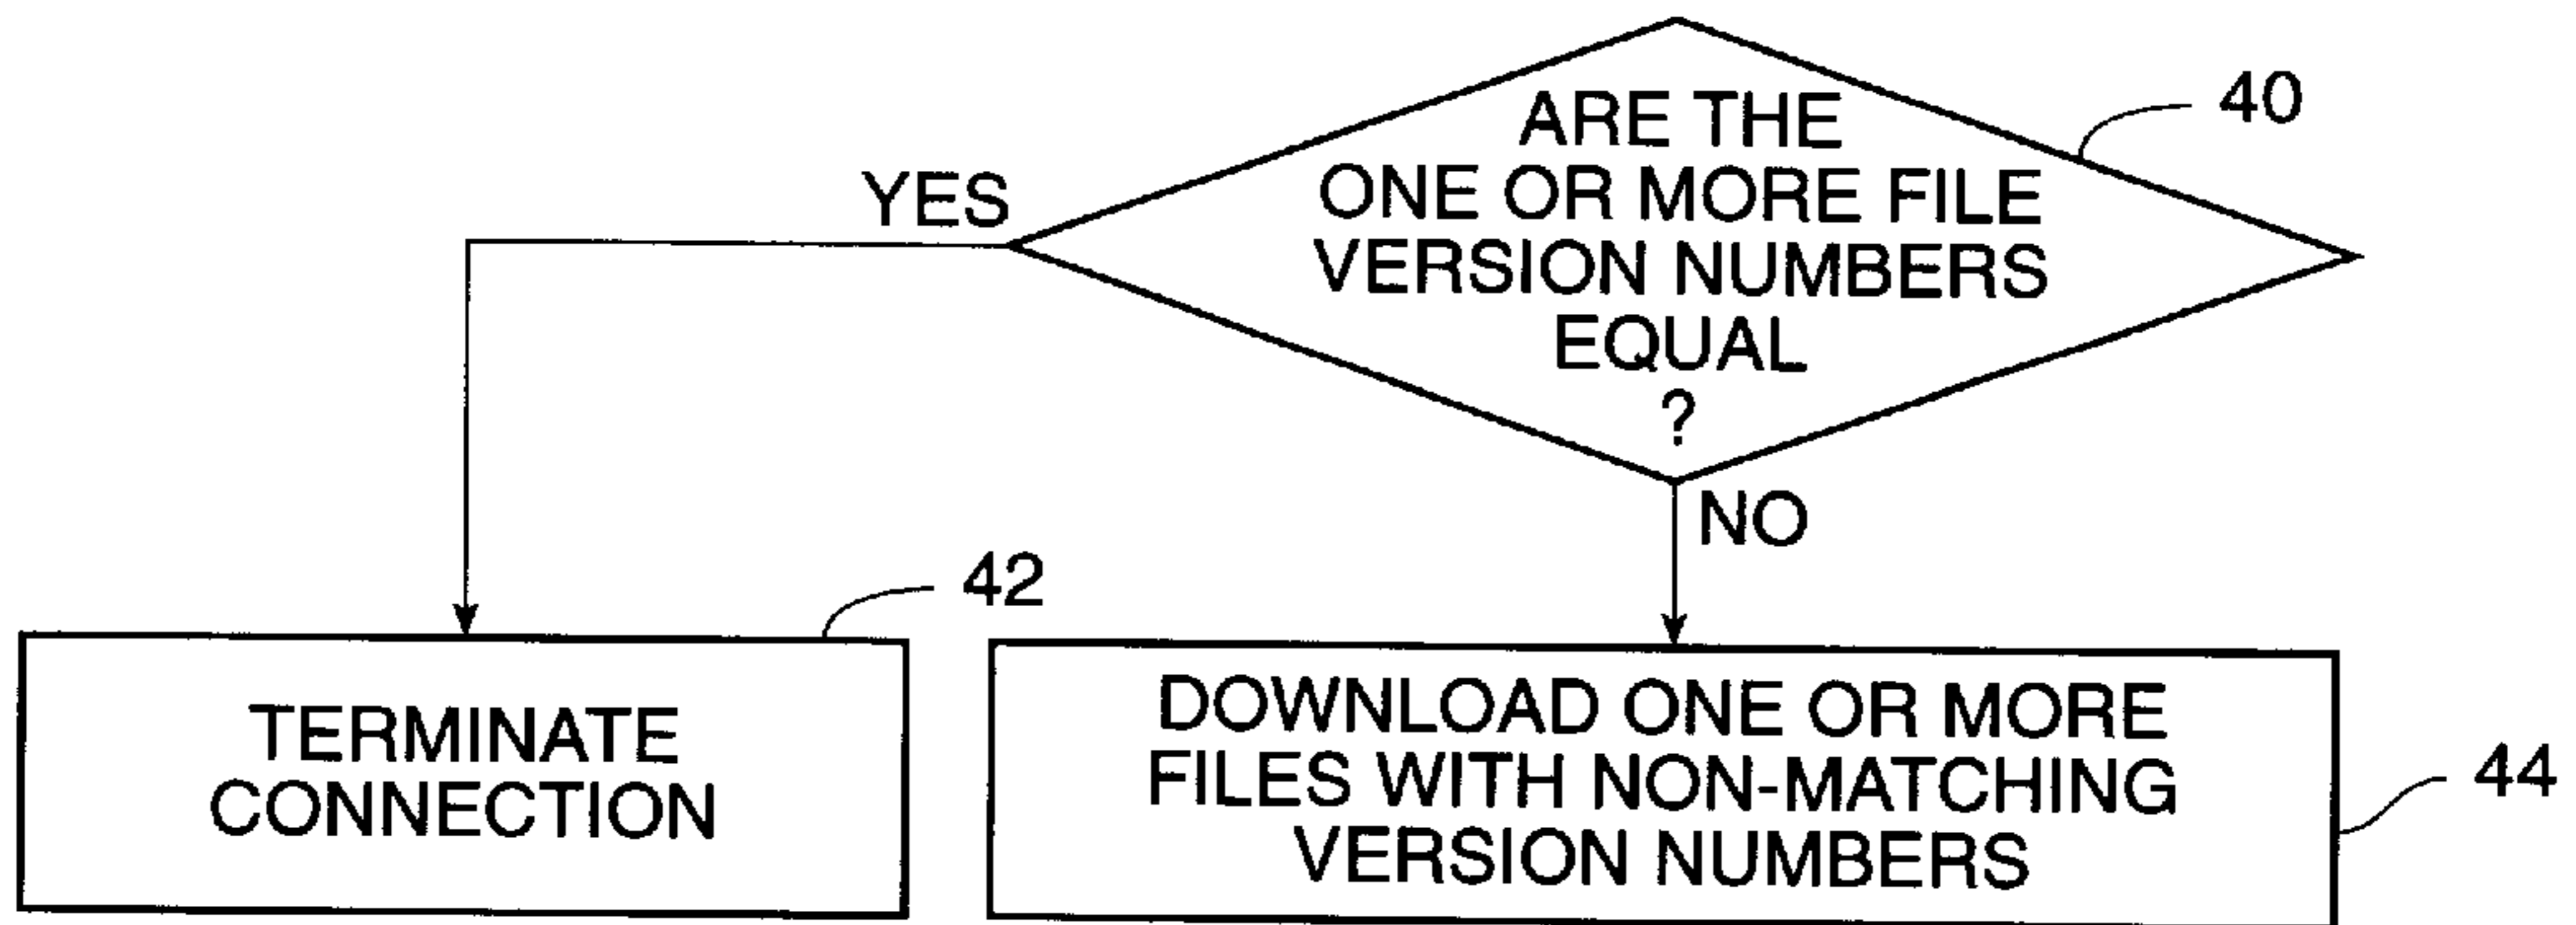 ARE THE
ONE OR MORE FILE
VERSION NUMBERS
EQUAL
?
40
YES
NO
42
TERMINATE
CONNECTION
DOWNLOAD ONE OR MORE
FILES WITH NON-MATCHING
VERSION NUMBERS
44